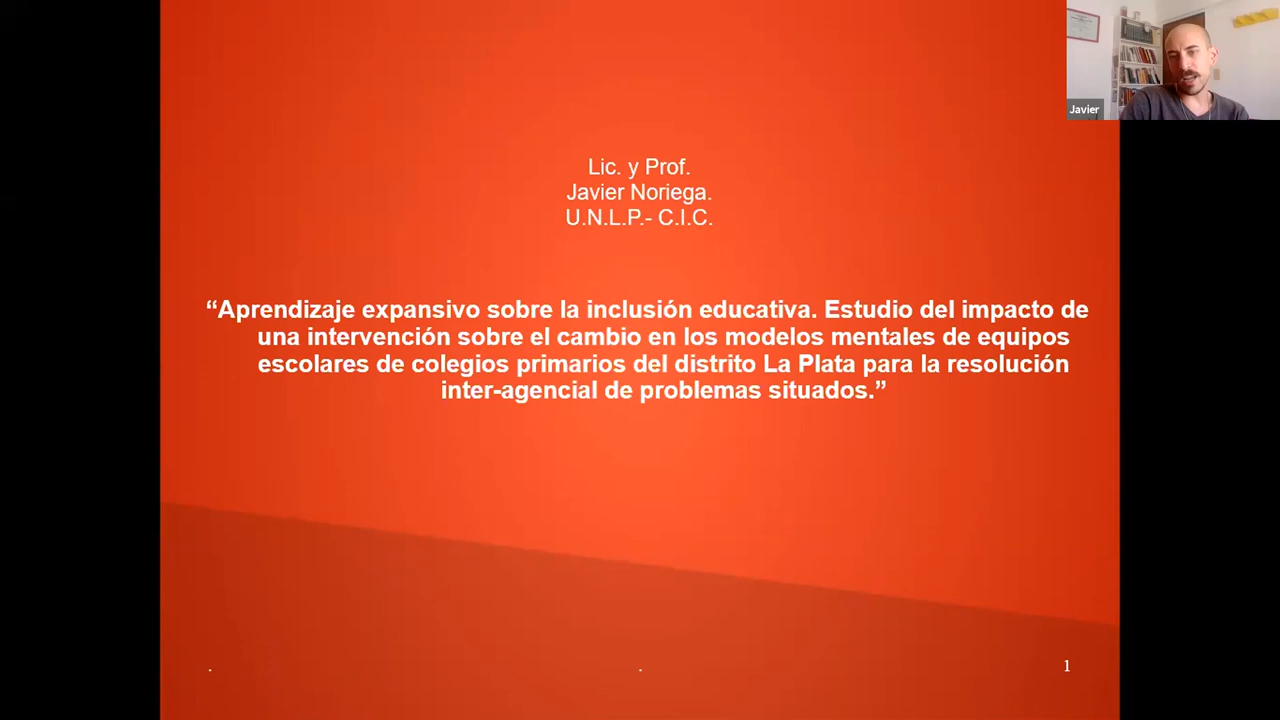 Javier
Lic. y Prof.
Javier Noriega.
U.N.L.P.- C.I.C.
“Aprendizaje expansivo sobre la inclusión educativa. Estudio del impacto de
una intervención sobre el cambio en los modelos mentales de equipos
escolares de colegios primarios del distrito La Plata para la resolución
inter-agencial de problemas situados.”
. . 1